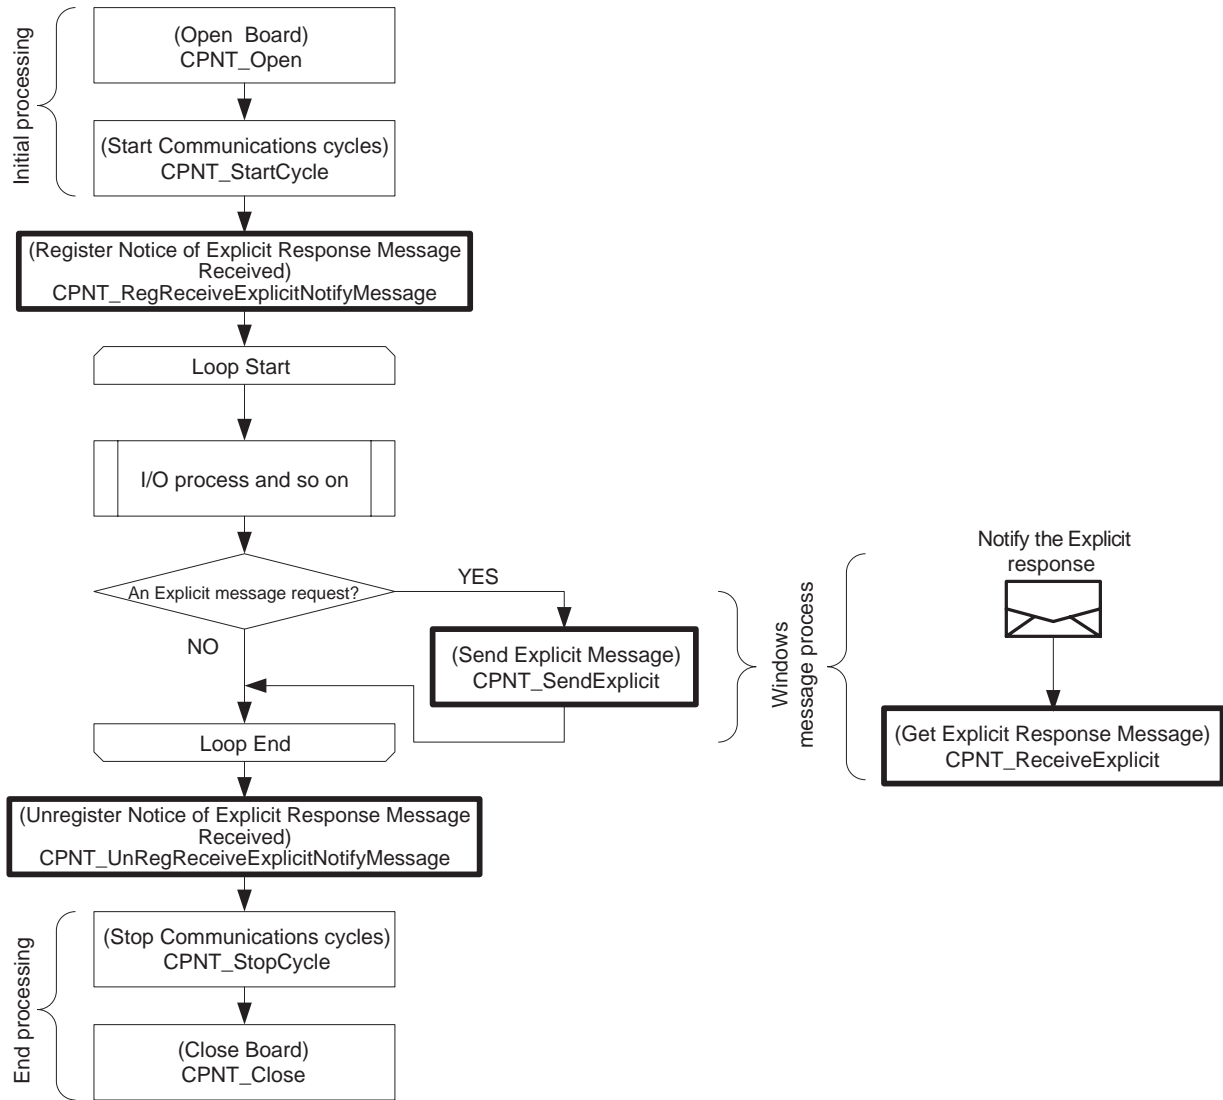 Initial processing
(Open Board)
CPNT_Open
(Start Communications cycles)
CPNT_StartCycle
(Register Notice of Explicit Response Message
Received)
CPNT_RegReceiveExplicitNotifyMessage
Loop Start
I/O process and so on
An Explicit message request?
YES
NO
(Send Explicit Message)
CPNT_SendExplicit
Windows
message process
Notify the Explicit
response
(Get Explicit Response Message)
CPNT_ReceiveExplicit
Loop End
(Unregister Notice of Explicit Response Message
Received)
CPNT_UnRegReceiveExplicitNotifyMessage
End processing
(Stop Communications cycles)
CPNT_StopCycle
(Close Board)
CPNT_Close